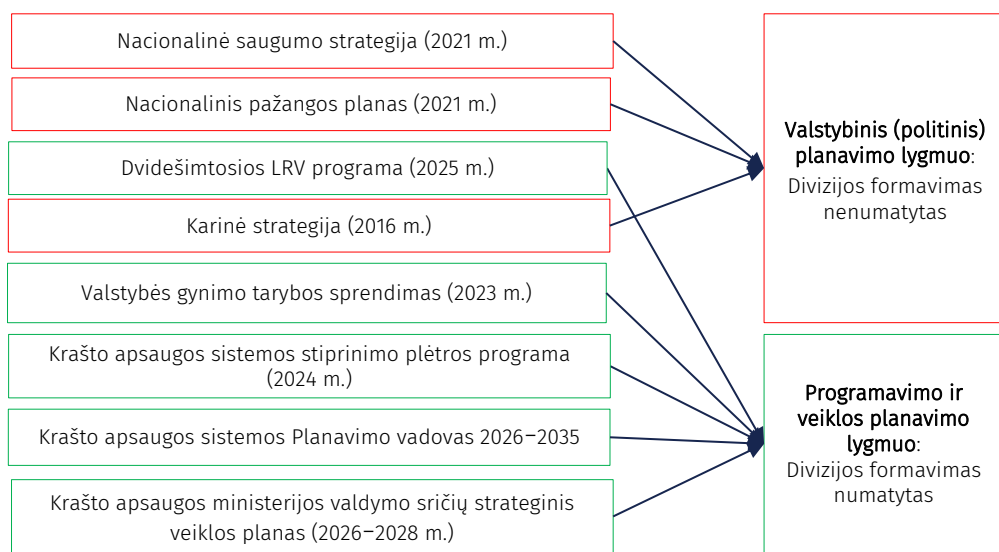 Nacionalinė saugumo strategija (2021 m.)
Nacionalinis pažangos planas (2021 m.)
Dvidešimtosios LRV programa (2025 m.)
Karinė strategija (2016 m.)
Valstybės gynimo tarybos sprendimas (2023 m.)
Krašto apsaugos sistemos stiprinimo plėtros programa
(2024 m.)
Krašto apsaugos sistemos Planavimo vadovas 2026–2035
Krašto apsaugos ministerijos valdymo sričių strateginis
veiklos planas (2026–2028 m.)
Valstybinis (politinis)
planavimo lygmuo:
Divizijos formavimas
nenumatytas
Programavimo ir
veiklos planavimo
lygmuo:
Divizijos formavimas
numatytas